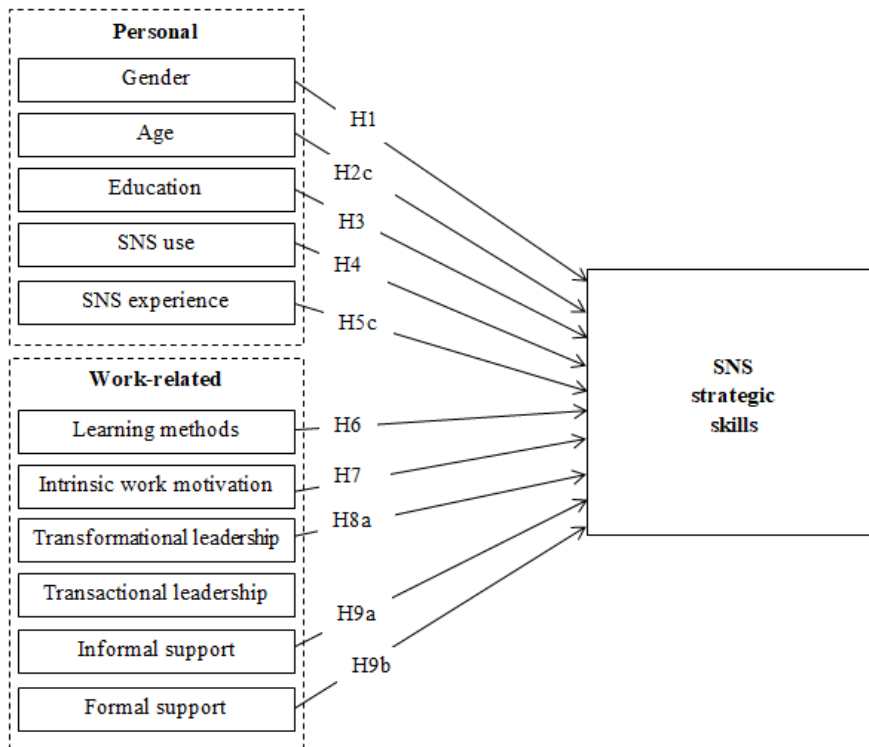 Personal
Gender
Age
Education
SNS use
SNS experience
H1
H2c
H3
H4
H5c
Work-related
Learning methods
Intrinsic work motivation
Transformational leadership
Transactional leadership
Informal support
Formal support
H6
H7
H8a
H9a
H9b
SNS
strategic
skills